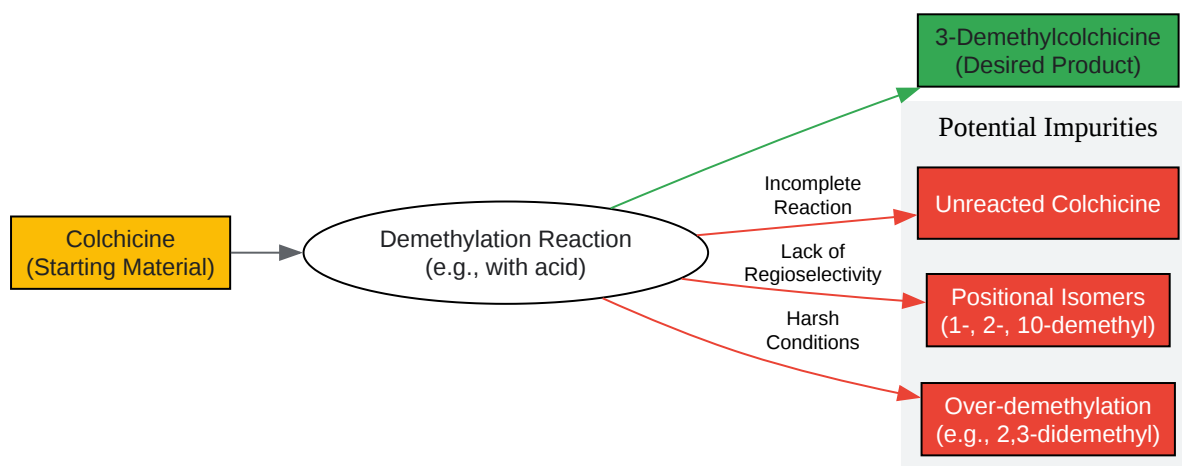 3-Demethylcolchicine
(Desired Product)
Potential Impurities
Incomplete
Reaction
Unreacted Colchicine
Colchicine
(Starting Material)
Demethylation Reaction
(e.g., with acid)
Lack of
Regioselectivity
Positional Isomers
(1-, 2-, 10-demethyl)
Harsh
Conditions
Over-demethylation
(e.g., 2,3-didemethyl)